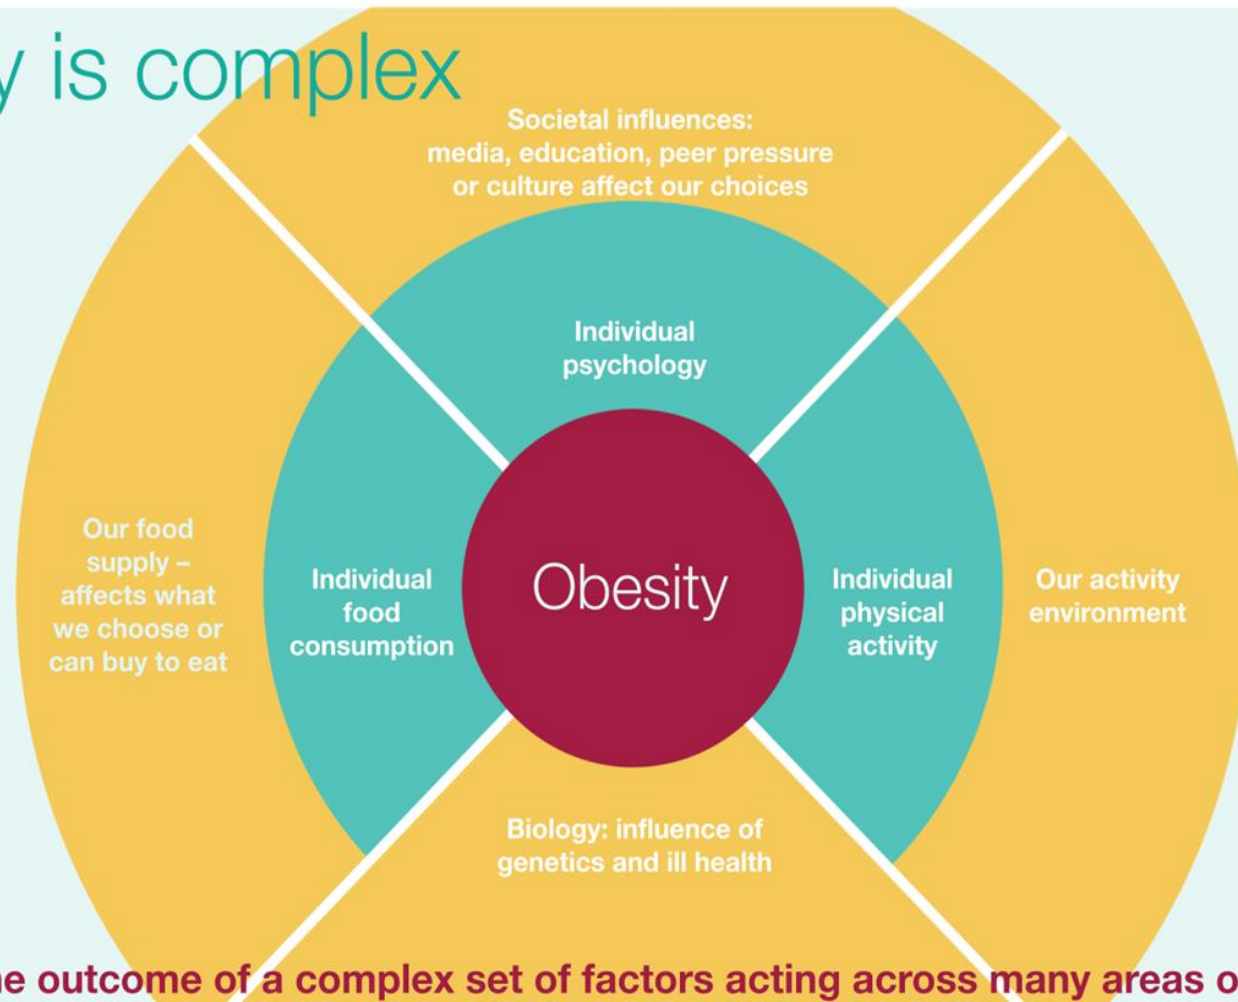 y is complex
Societal influences:
media, education, peer pressure
or culture affect our choices
Individual
psychology
Our food
supply –
affects what
we choose or
can buy to eat
Individual
food
consumption
Obesity
Individual
physical
activity
Our activity
environment
Biology: influence of
genetics and ill health
he outcome of a complex set of factors acting across many areas o